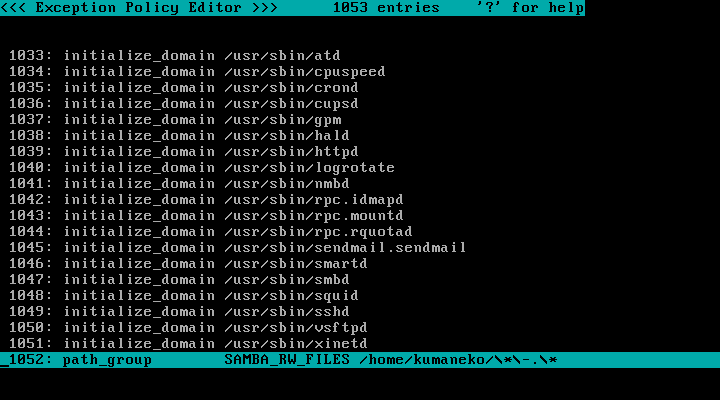 <<< Exception Policy Editor >>>      1053 entries    '?' for help
1033: initialize_domain /usr/sbin/atd
1034: initialize_domain /usr/sbin/cpuspeed
1035: initialize_domain /usr/sbin/crond
1036: initialize_domain /usr/sbin/cupsd
1037: initialize_domain /usr/sbin/gpm
1038: initialize_domain /usr/sbin/hald
1039: initialize_domain /usr/sbin/httpd
1040: initialize_domain /usr/sbin/logrotate
1041: initialize_domain /usr/sbin/nmbd
1042: initialize_domain /usr/sbin/rpc.idmapd
1043: initialize_domain /usr/sbin/rpc.mountd
1044: initialize_domain /usr/sbin/rpc.rquotad
1045: initialize_domain /usr/sbin/sendmail.sendmail
1046: initialize_domain /usr/sbin/smartd
1047: initialize_domain /usr/sbin/smbd
1048: initialize_domain /usr/sbin/squid
1049: initialize_domain /usr/sbin/sshd
1050: initialize_domain /usr/sbin/vsftpd
1051: initialize_domain /usr/sbin/xinetd
1052: path_group        SAMBA_RW_FILES /home/kumaneko/\*\-.\*